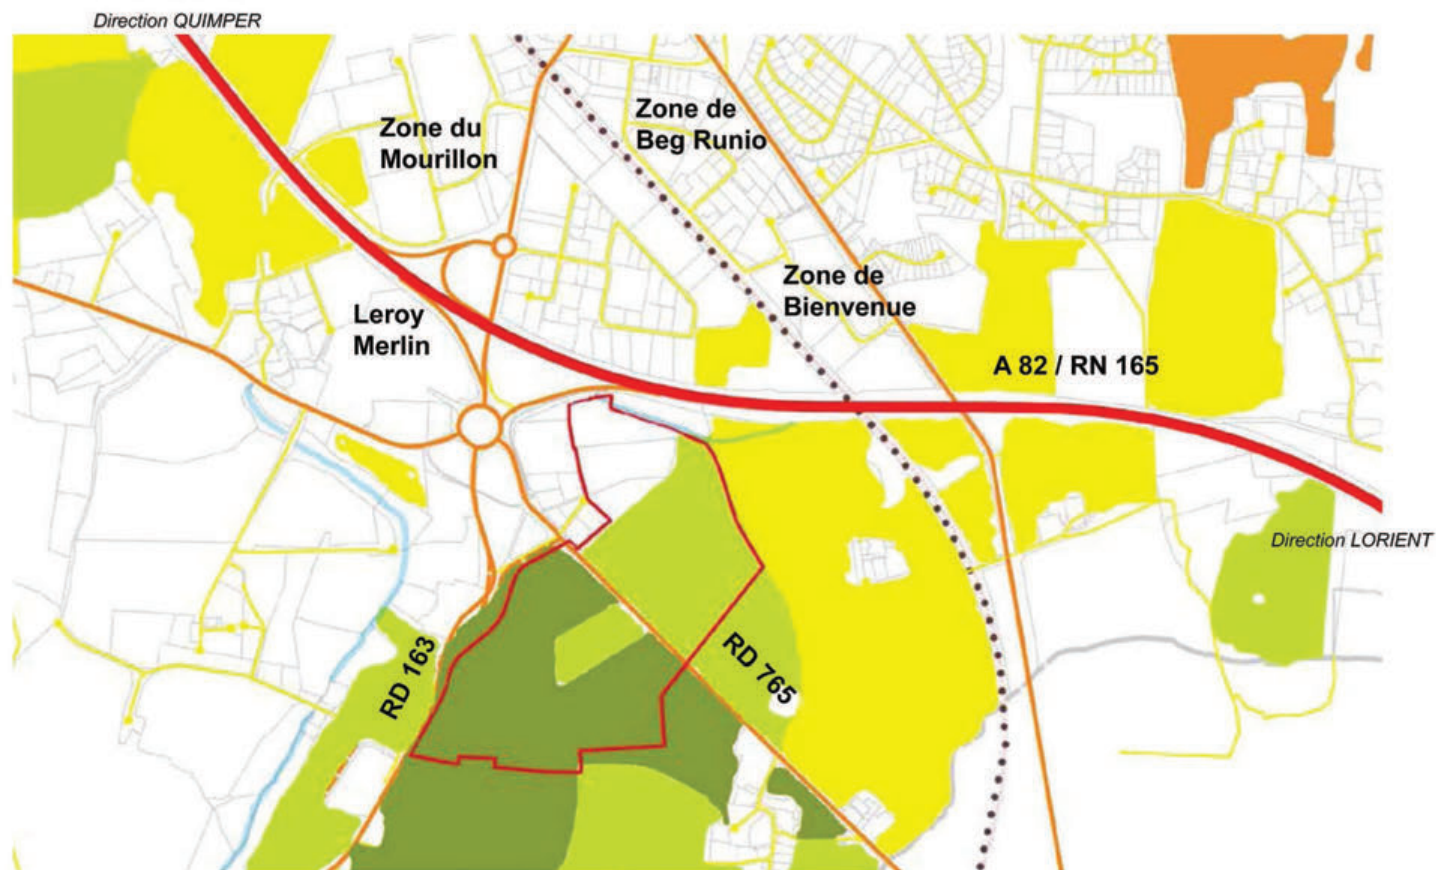 Direction QUIMPER
Zone du
Mourillon
Zone de
Beg Runio
Zone de
Bienvenue
Leroy
Merlin
A 82 / RN 165
Direction LORIENT
RD 163
RD 765